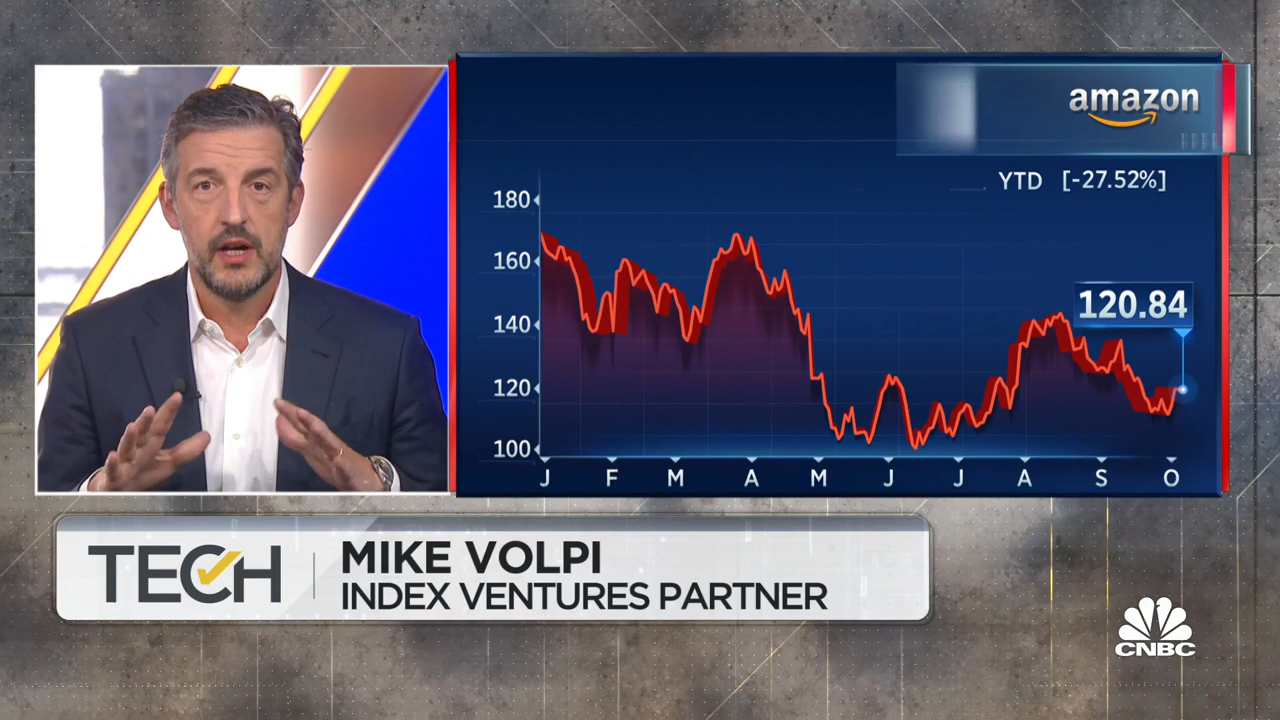 amazon
YTD [-27.52%]
180
160
140
120
100
120.84
J F M A M J J A S O
TECH
MIKE VOLPI
INDEX VENTURES PARTNER
CNBC